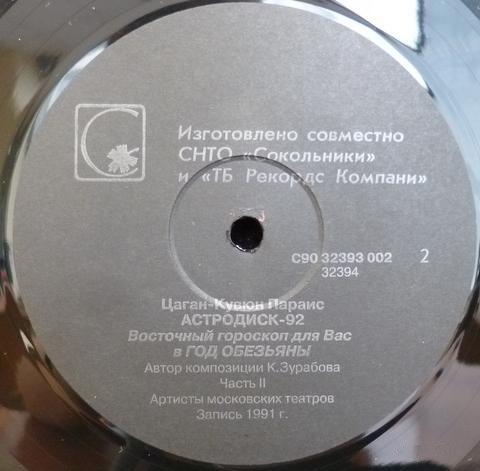 Изготовлено совместно
СНТО «Сокольники»
и «ТБ Рекордс Компани»
С90 32393 002 2
32394
Цаган-Кувюн Параис
АСТРОДИСК-92
Восточный гороскоп для Вас
в ГОД ОБЕЗЬЯНЫ
Автор композиции К.Зурабова
Часть II
Артисты московских театров
Запись 1991 г.